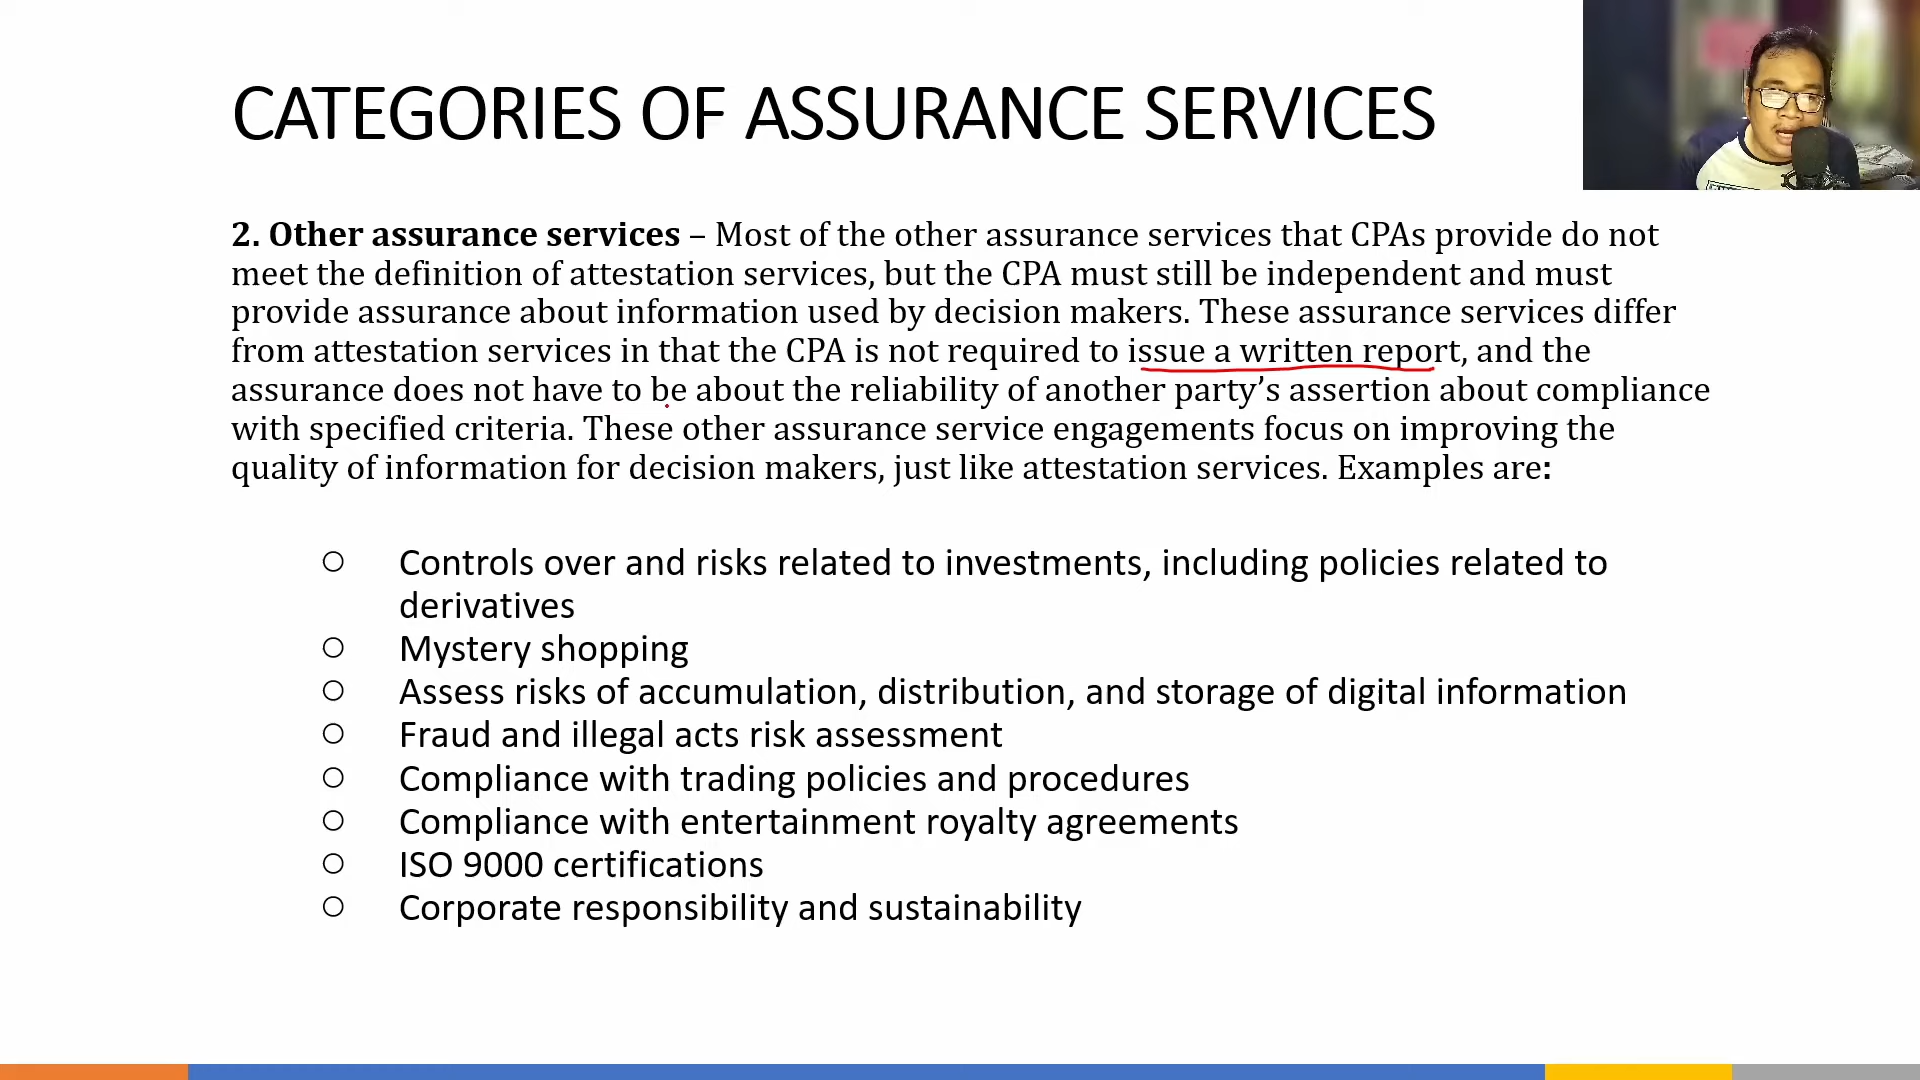 CATEGORIES OF ASSURANCE SERVICES
2. Other assurance services – Most of the other assurance services that CPAs provide do not
meet the definition of attestation services, but the CPA must still be independent and must
provide assurance about information used by decision makers. These assurance services differ
from attestation services in that the CPA is not required to issue a written report, and the
assurance does not have to be about the reliability of another party’s assertion about compliance
with specified criteria. These other assurance service engagements focus on improving the
quality of information for decision makers, just like attestation services. Examples are:
○ Controls over and risks related to investments, including policies related to
derivatives
○ Mystery shopping
○ Assess risks of accumulation, distribution, and storage of digital information
○ Fraud and illegal acts risk assessment
○ Compliance with trading policies and procedures
○ Compliance with entertainment royalty agreements
○ ISO 9000 certifications
○ Corporate responsibility and sustainability